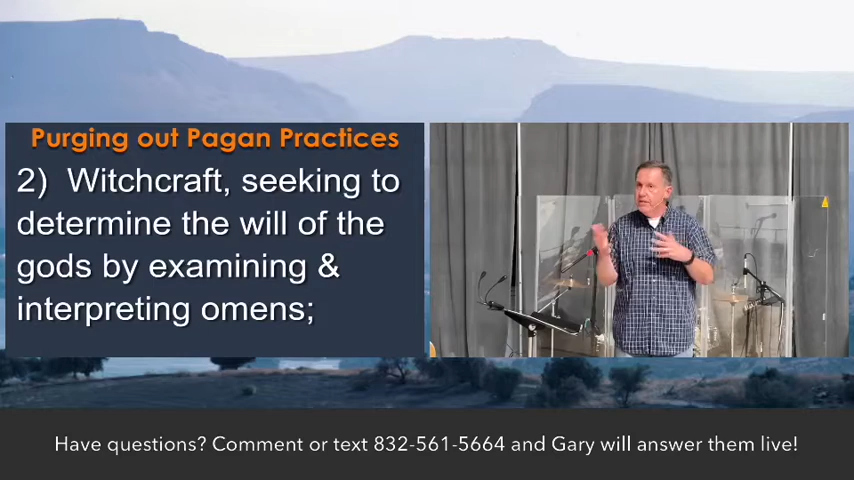 Purging out Pagan Practices
2) Witchcraft, seeking to
determine the will of the
gods by examining &
interpreting omens;
Have questions? Comment or text 832-561-5664 and Gary will answer them live!